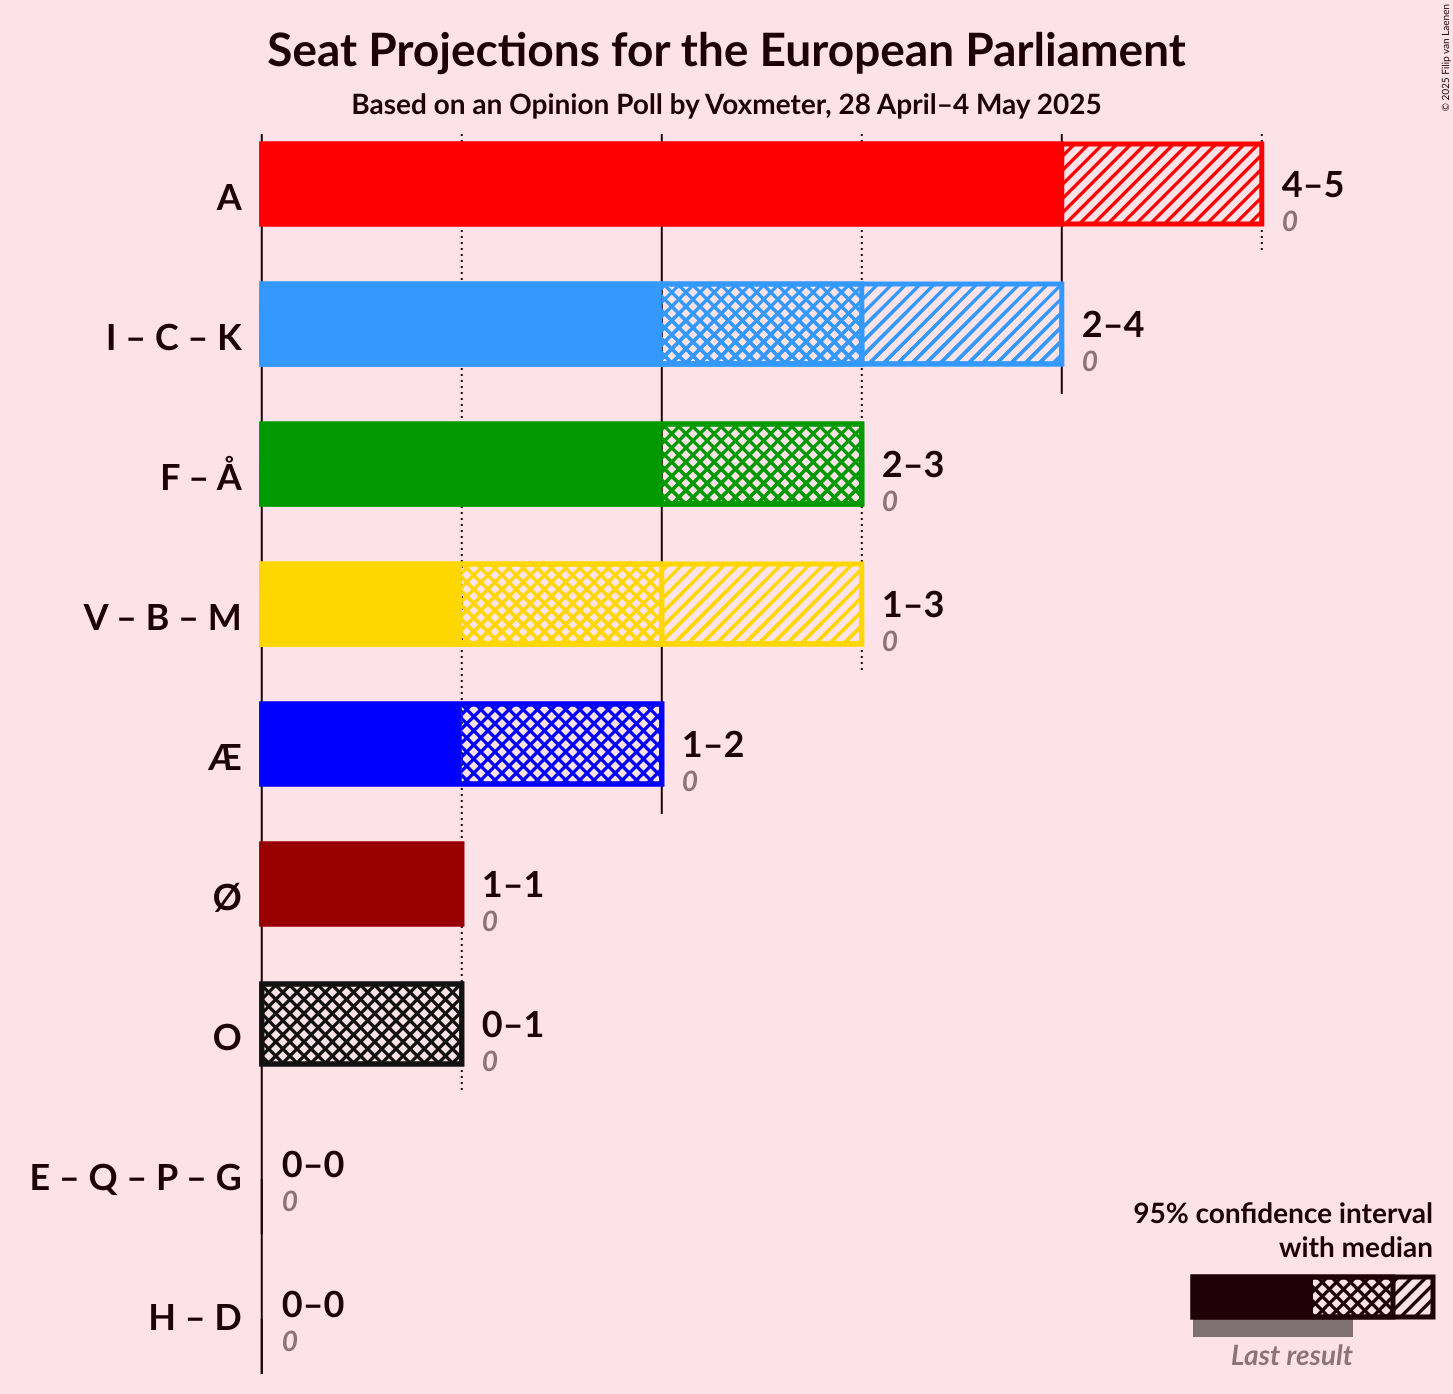 Seat Projections for the European Parliament
Based on an Opinion Poll by Voxmeter, 28 April–4 May 2025
© 2025 Filip van Laenen
A
4–5
0
I – C – K
2–4
0
F – Å
2–3
0
V – B – M
1–3
0
Æ
1–2
0
Ø
1–1
0
O
0–1
0
E – Q – P – G
0–0
0
H – D
0–0
0
95% confidence interval
with median
Last result